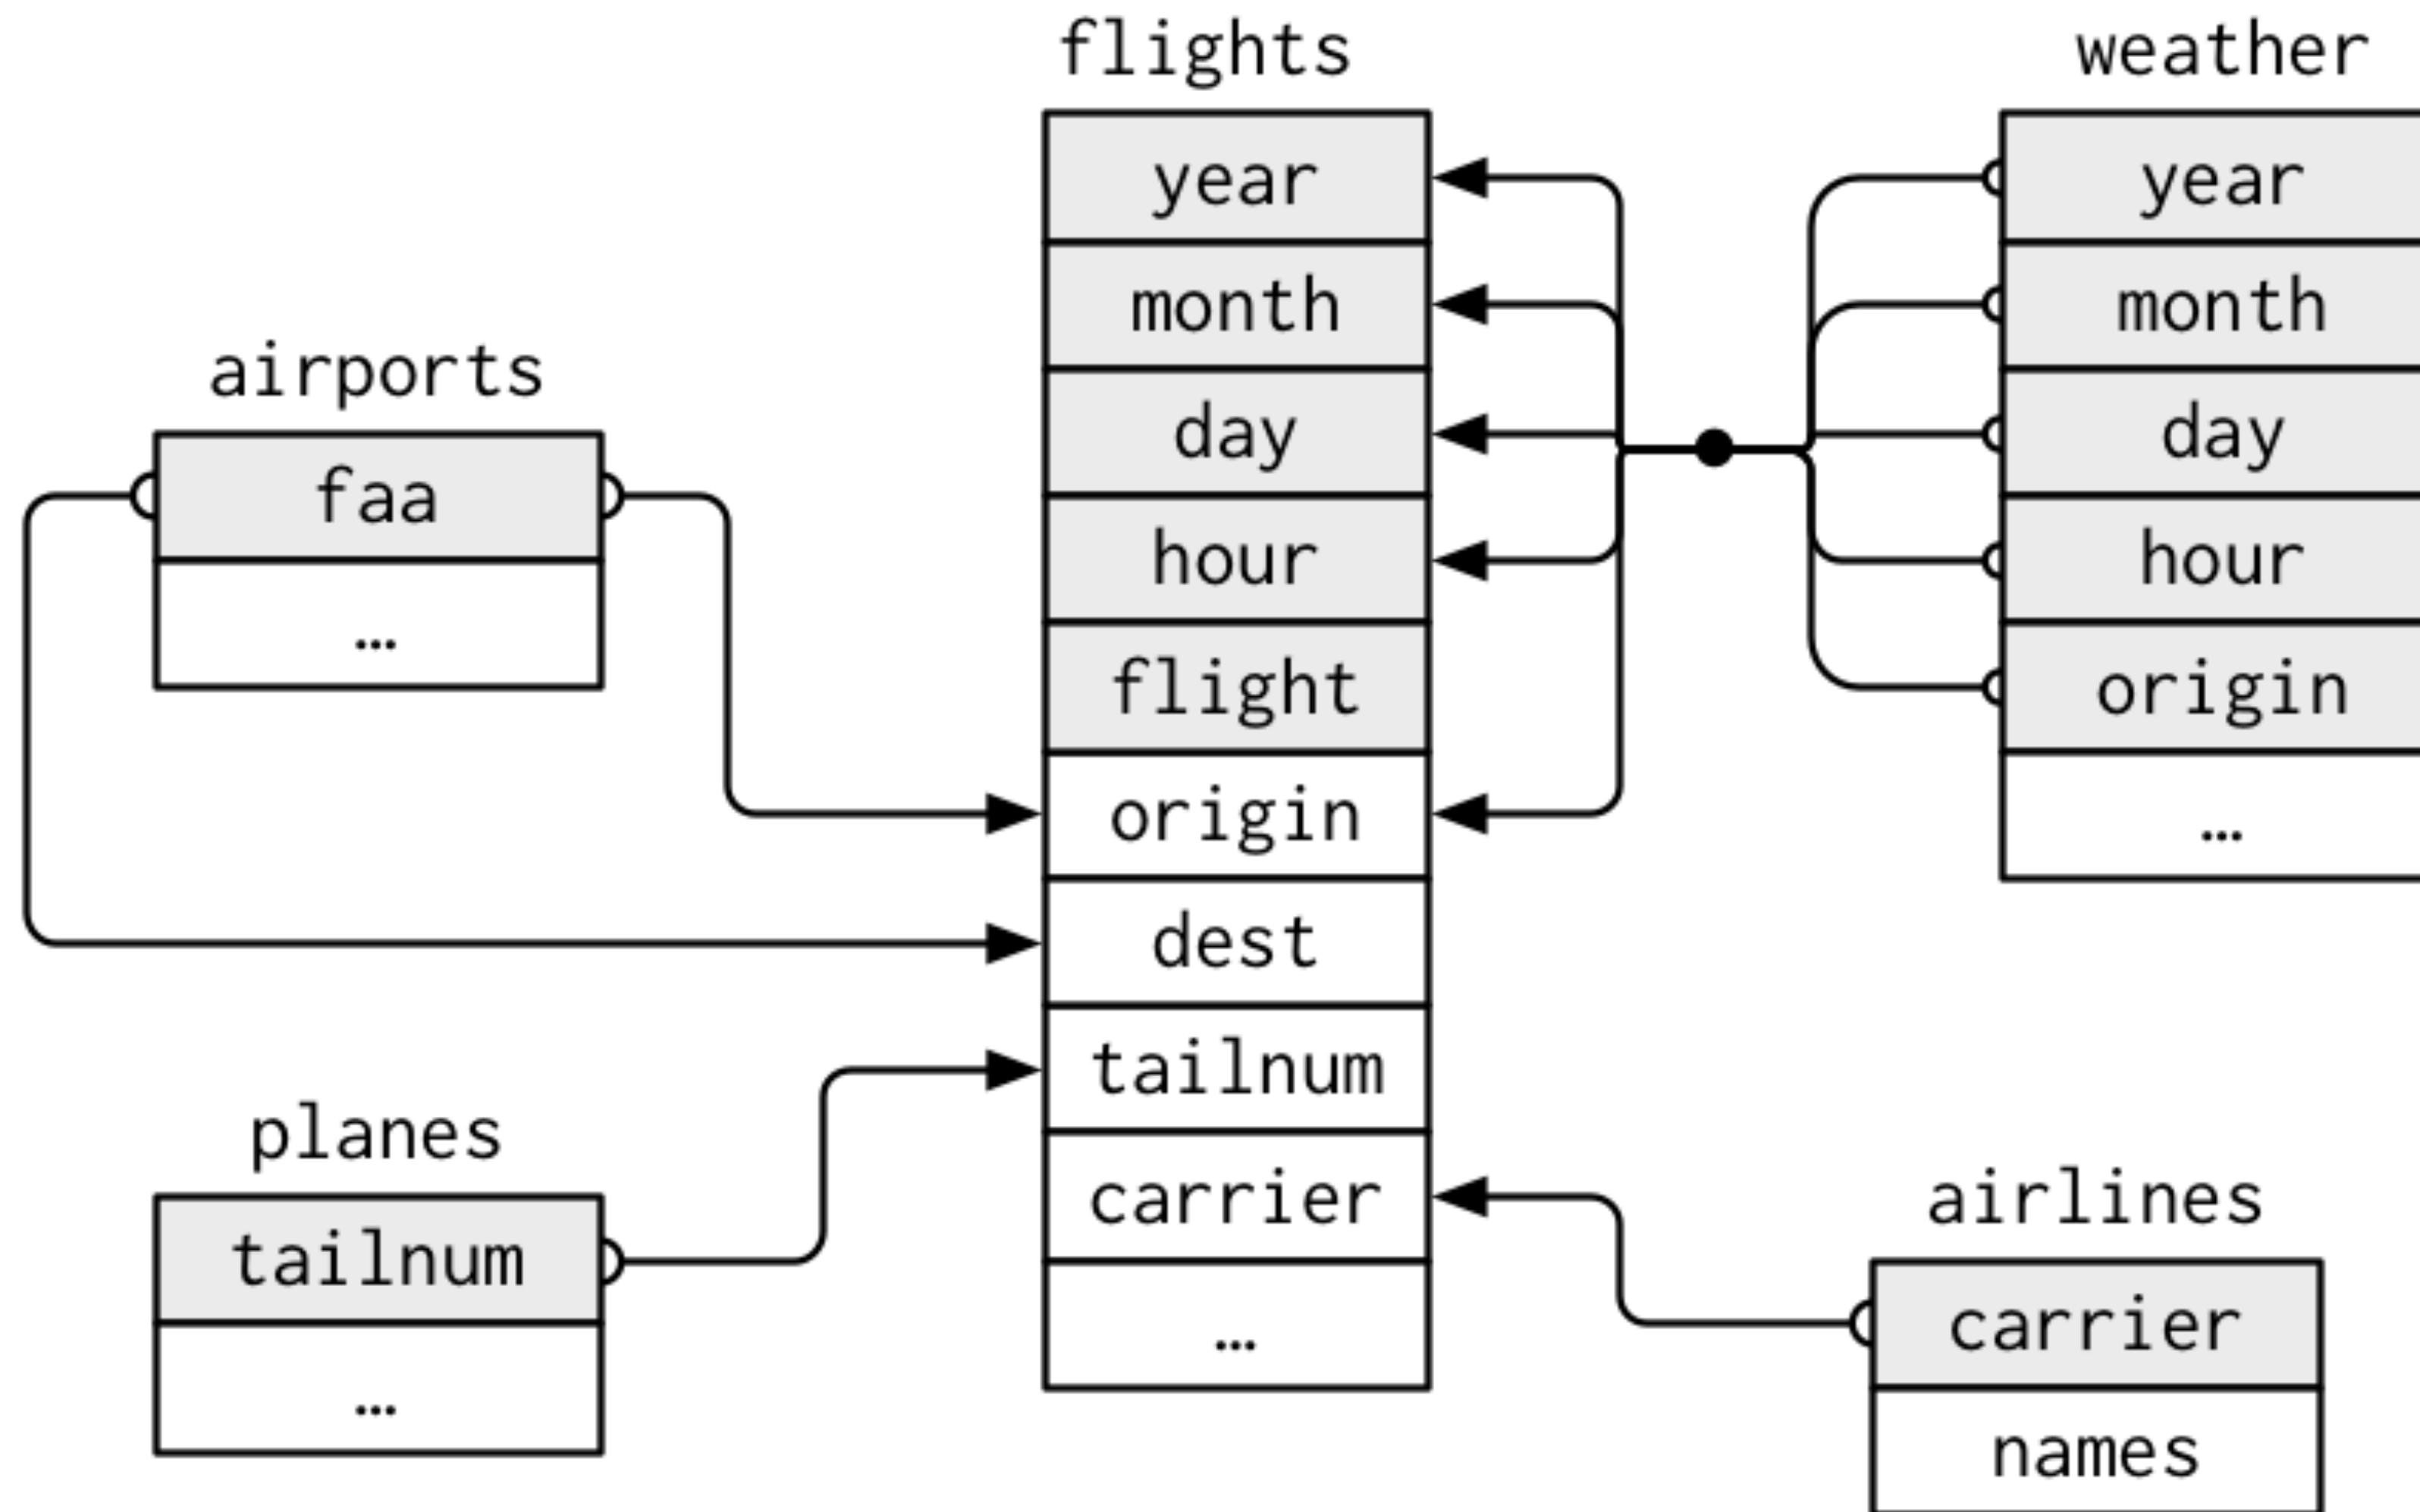 flights
year
month
day
hour
flight
origin
dest
tailnum
carrier
…
weather
year
month
day
hour
origin
…
airports
faa
…
planes
tailnum
…
airlines
carrier
names